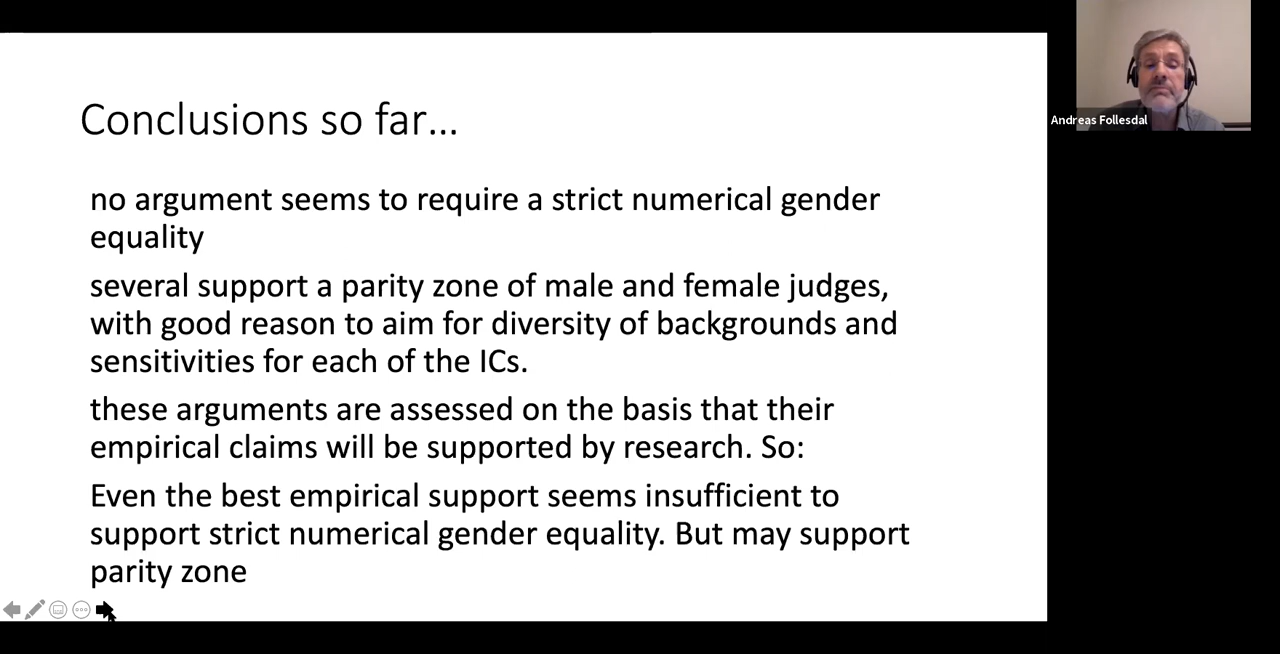 Conclusions so far...
no argument seems to require a strict numerical gender
equality
several support a parity zone of male and female judges,
with good reason to aim for diversity of backgrounds and
sensitivities for each of the ICs.
these arguments are assessed on the basis that their
empirical claims will be supported by research. So:
Even the best empirical support seems insufficient to
support strict numerical gender equality. But may support
parity zone
Andreas Follesdal